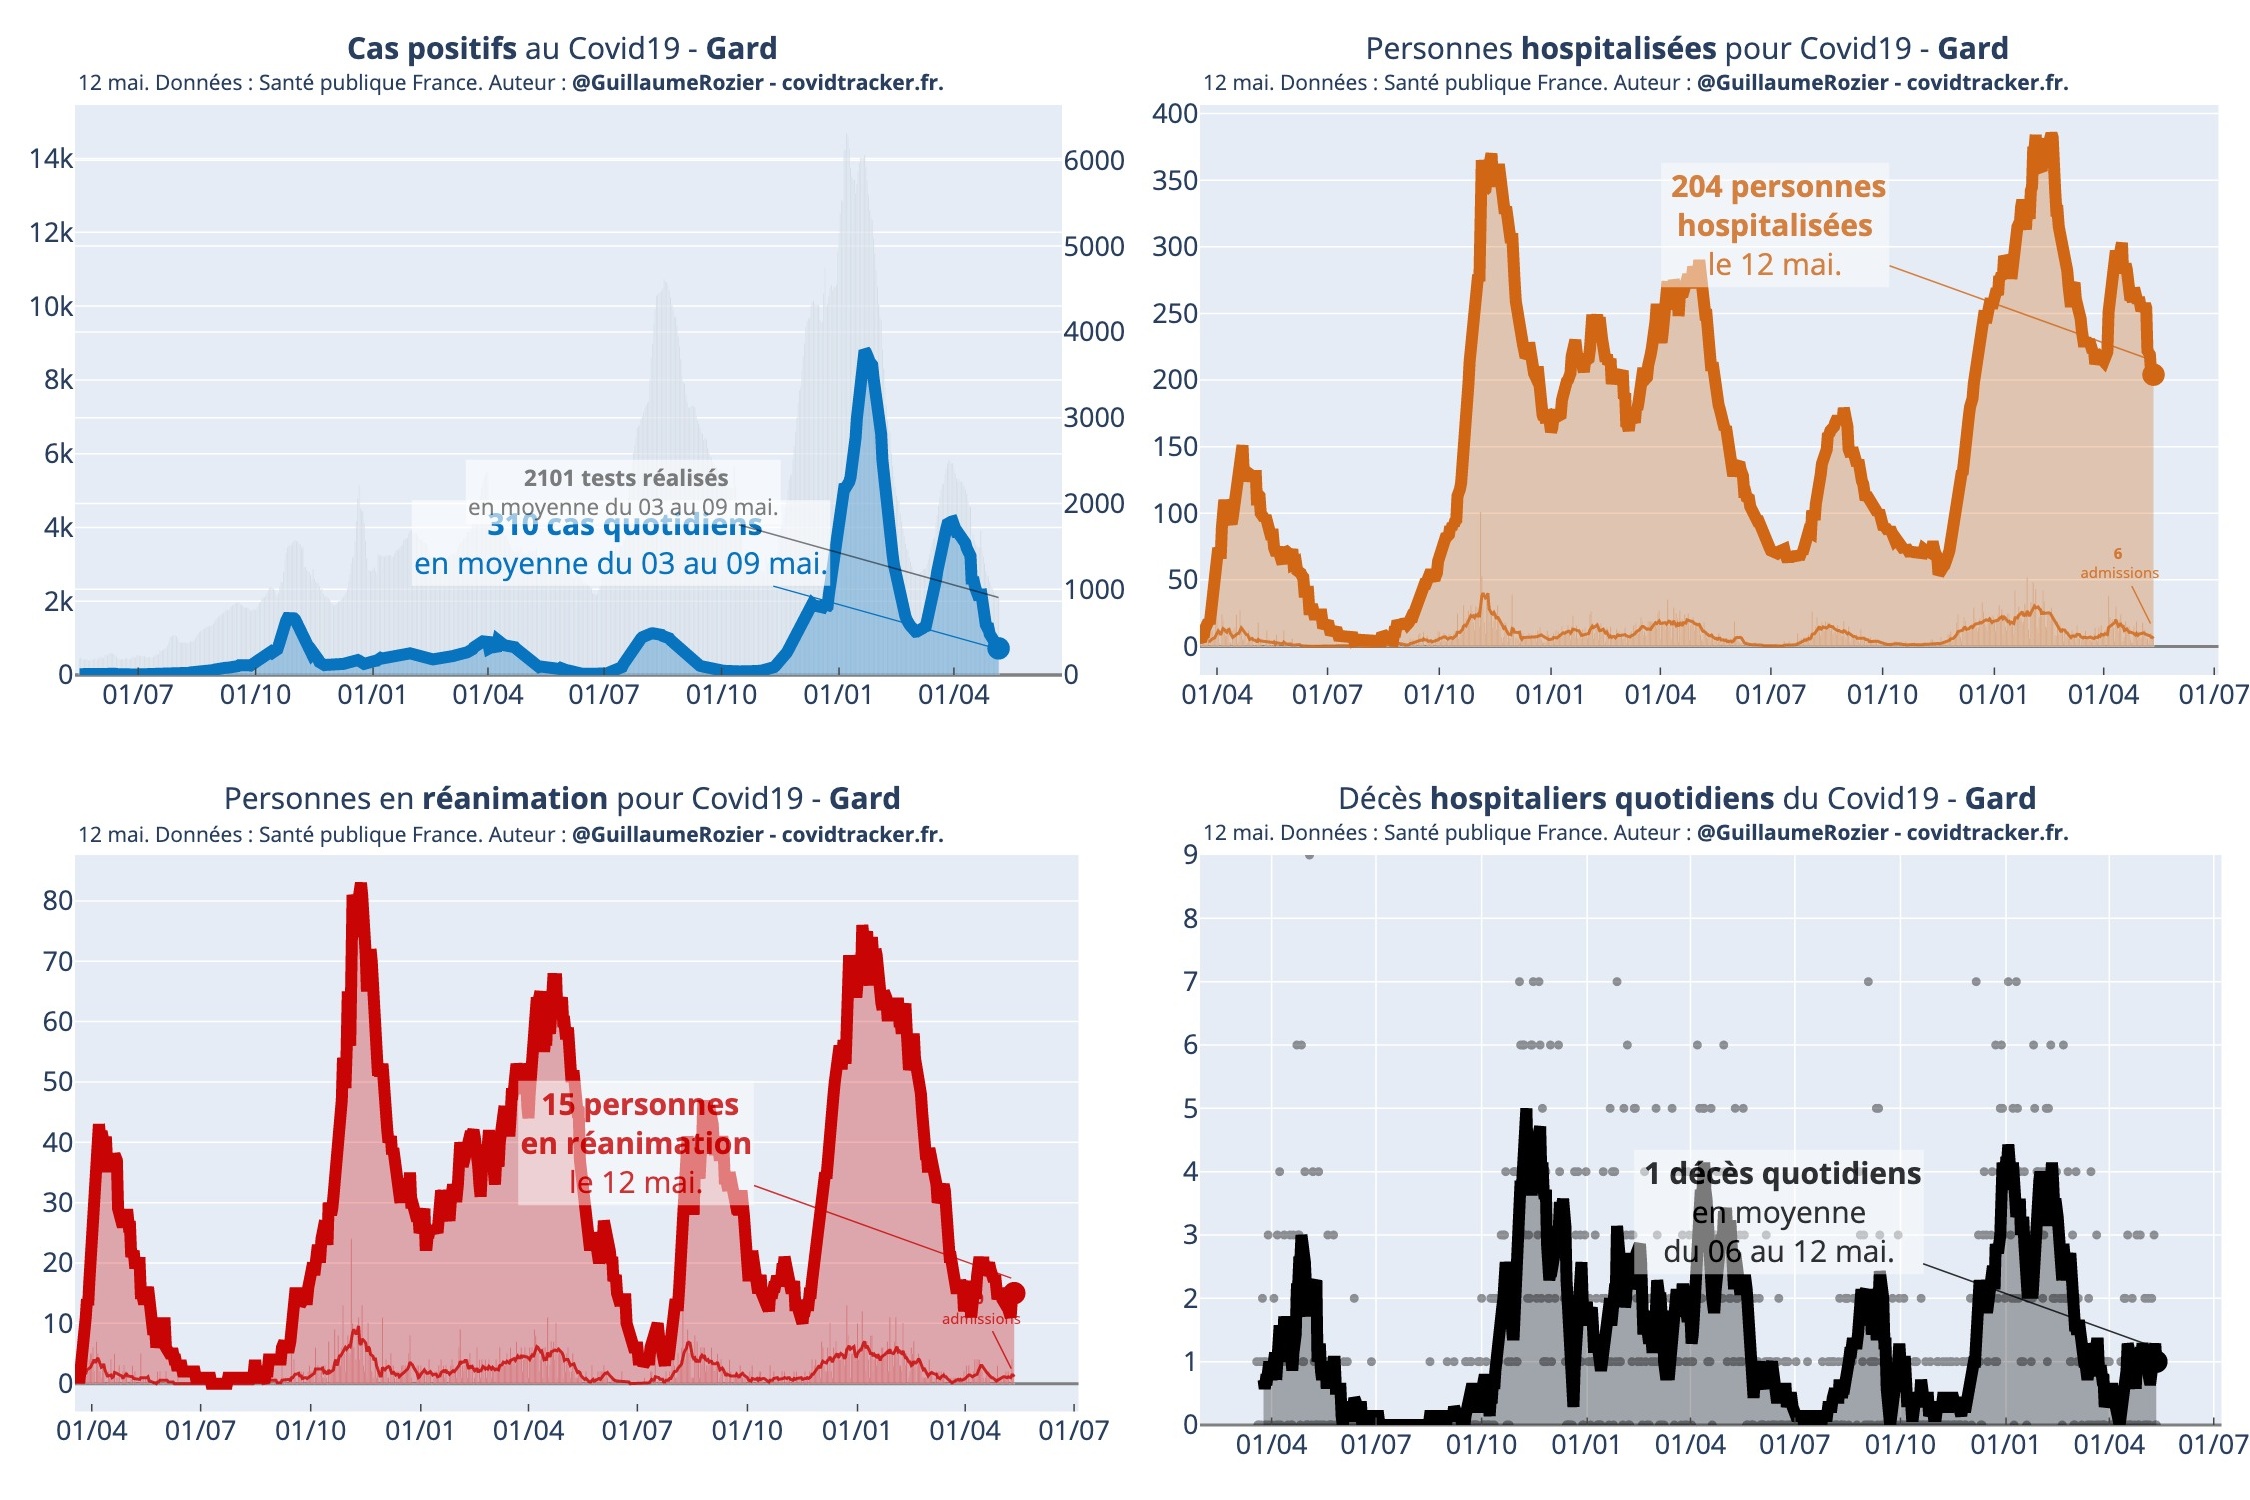 Cas positifs au Covid19 - Gard
12 mai. Données : Santé publique France. Auteur : @GuillaumeRozier - covidtracker.fr.
14k
12k
10k
8k
6k
4k
2k
0
6000
5000
4000
3000
2000
1000
0
2101 tests réalisés
en moyenne du 03 au 09 mai.
310 cas quotidiens
en moyenne du 03 au 09 mai.
01/07 01/10 01/01 01/04 01/07 01/10 01/01 01/04
Personnes hospitalisées pour Covid19 - Gard
12 mai. Données : Santé publique France. Auteur : @GuillaumeRozier - covidtracker.fr.
400
350
300
250
200
150
100
50
0
204 personnes
hospitalisées
le 12 mai.
6
admissions
01/04 01/07 01/10 01/01 01/04 01/07 01/10 01/01 01/04 01/07
Personnes en réanimation pour Covid19 - Gard
12 mai. Données : Santé publique France. Auteur : @GuillaumeRozier - covidtracker.fr.
80
70
60
50
40
30
20
10
0
15 personnes
en réanimation
le 12 mai.
admissions
01/04 01/07 01/10 01/01 01/04 01/07 01/10 01/01 01/04 01/07
Décès hospitaliers quotidiens du Covid19 - Gard
12 mai. Données : Santé publique France. Auteur : @GuillaumeRozier - covidtracker.fr.
9
8
7
6
5
4
3
2
1
0
1 décès quotidiens
en moyenne
du 06 au 12 mai.
01/04 01/07 01/10 01/01 01/04 01/07 01/10 01/01 01/04 01/07